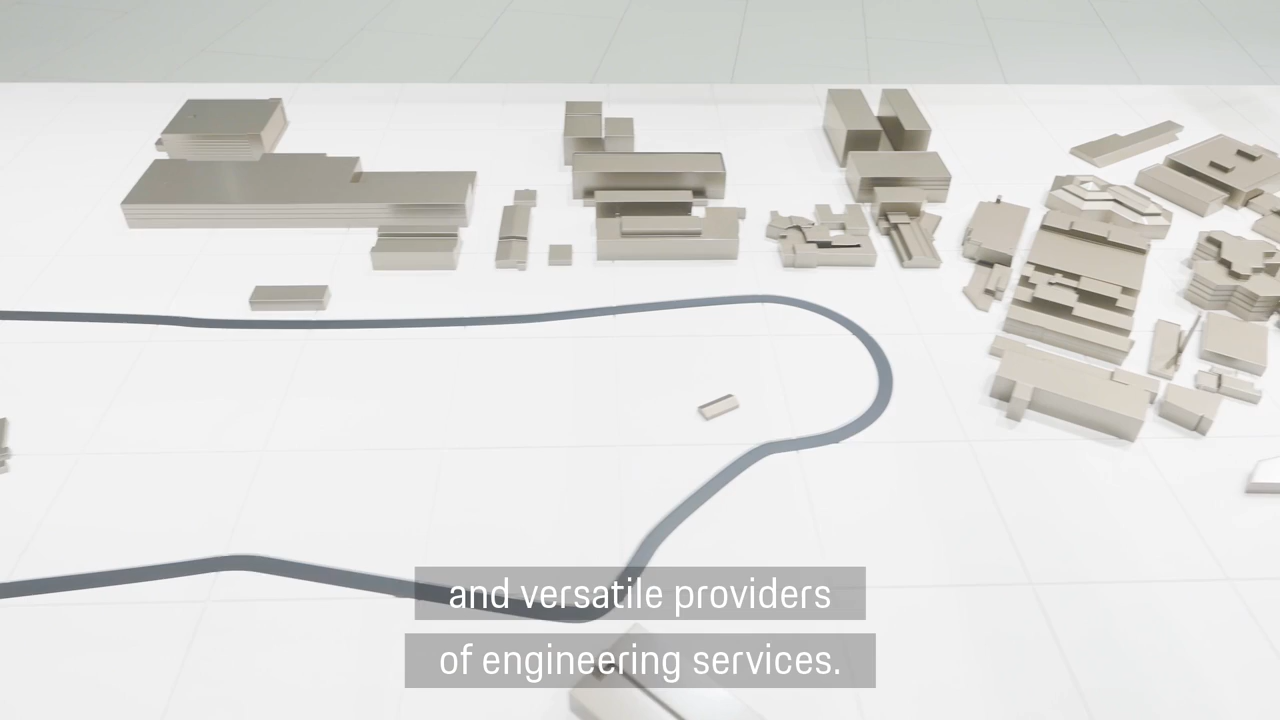 and versatile providers
of engineering services.